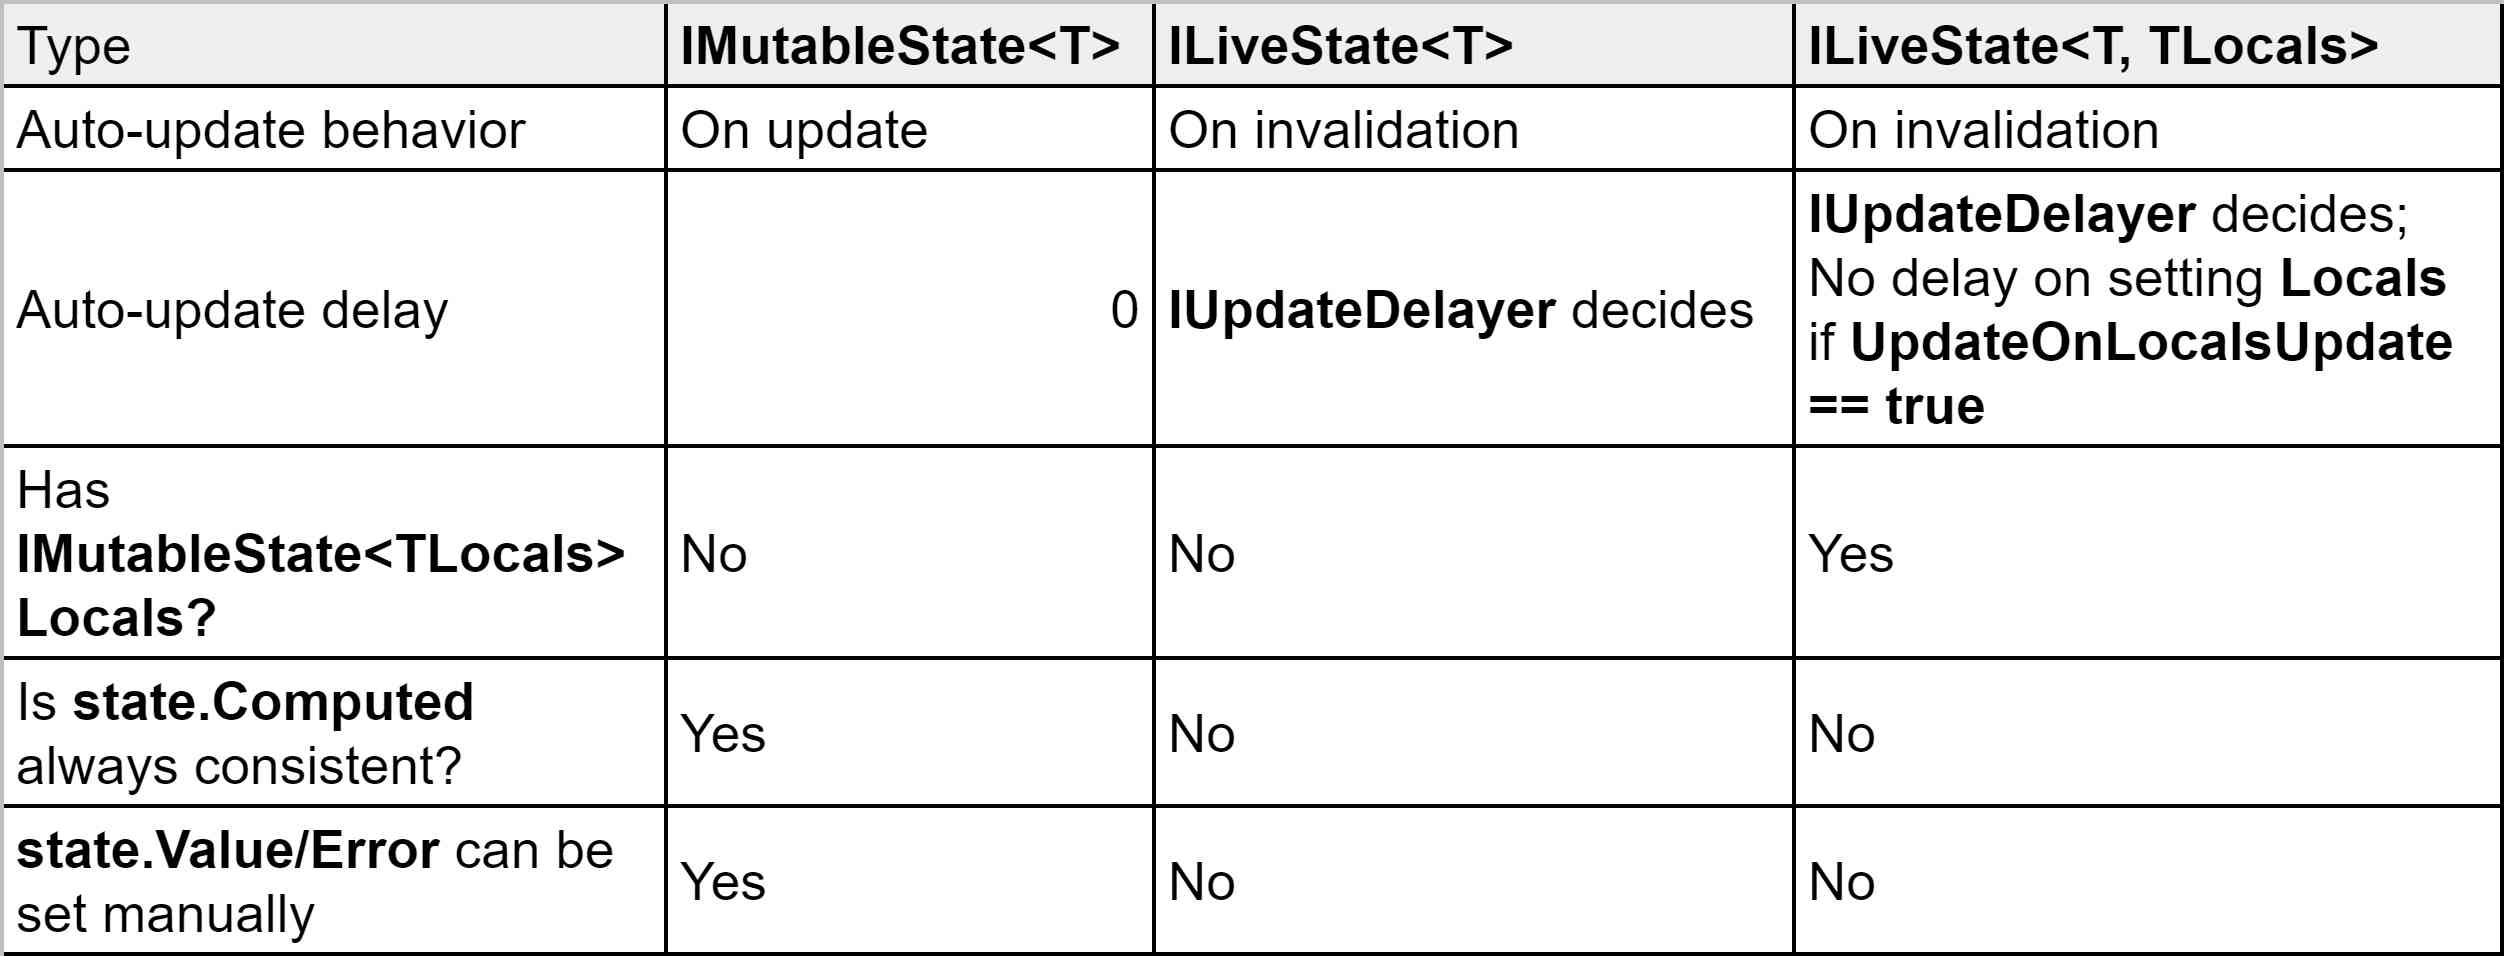 Type IMutableState<T> ILiveState<T> ILiveState<T, TLocals>
Auto-update behavior On update On invalidation On invalidation
Auto-update delay 0 IUpdateDelayer decides IUpdateDelayer decides;
No delay on setting Locals
if UpdateOnLocalsUpdate
== true
Has
IMutableState<TLocals>
Locals? No No Yes
Is state.Computed
always consistent? Yes No No
state.Value/Error can be
set manually Yes No No